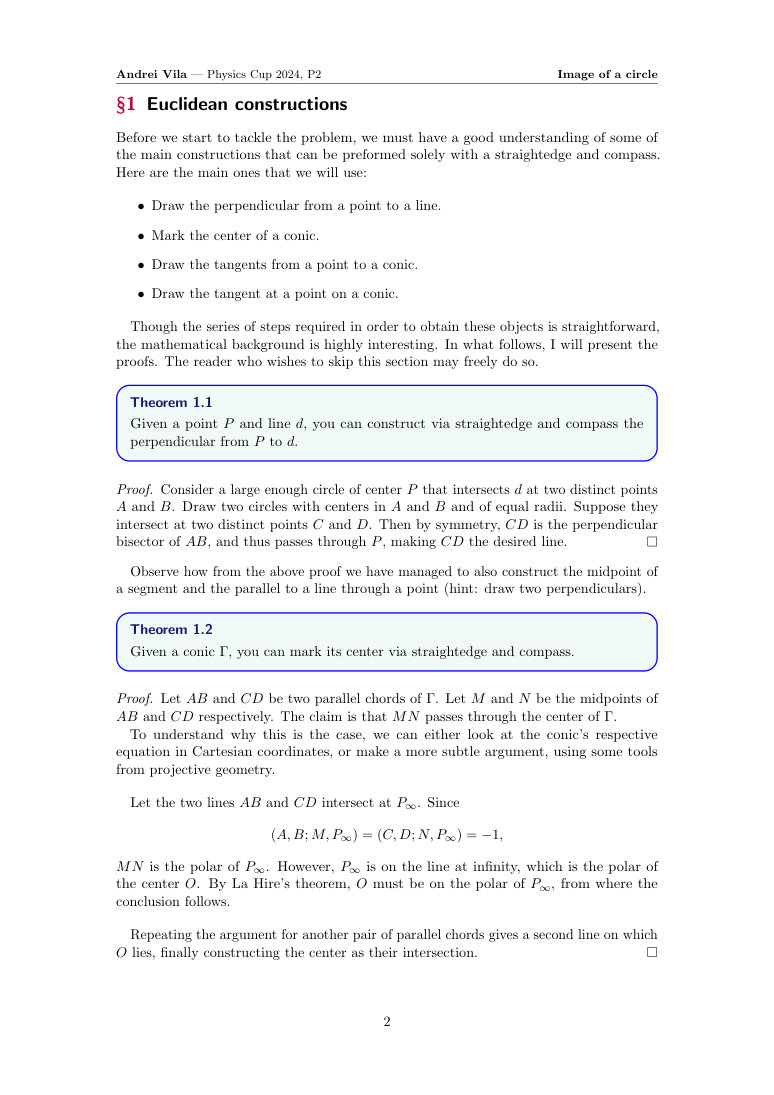 Andrei Vila — Physics Cup 2024, P2 Image of a circle
§1 Euclidean constructions
Before we start to tackle the problem, we must have a good understanding of some of
the main constructions that can be preformed solely with a straightedge and compass.
Here are the main ones that we will use:
• Draw the perpendicular from a point to a line.
• Mark the center of a conic.
• Draw the tangents from a point to a conic.
• Draw the tangent at a point on a conic.
Though the series of steps required in order to obtain these objects is straightforward,
the mathematical background is highly interesting. In what follows, I will present the
proofs. The reader who wishes to skip this section may freely do so.
Theorem 1.1
Given a point P and line d, you can construct via straightedge and compass the
perpendicular from P to d.
Proof. Consider a large enough circle of center P that intersects d at two distinct points
A and B. Draw two circles with centers in A and B and of equal radii. Suppose they
intersect at two distinct points C and D. Then by symmetry, CD is the perpendicular
bisector of AB, and thus passes through P, making CD the desired line. □
Observe how from the above proof we have managed to also construct the midpoint of
a segment and the parallel to a line through a point (hint: draw two perpendiculars).
Theorem 1.2
Given a conic Γ, you can mark its center via straightedge and compass.
Proof. Let AB and CD be two parallel chords of Γ. Let M and N be the midpoints of
AB and CD respectively. The claim is that MN passes through the center of Γ.
To understand why this is the case, we can either look at the conic's respective
equation in Cartesian coordinates, or make a more subtle argument, using some tools
from projective geometry.
Let the two lines AB and CD intersect at P∞. Since
(A, B; M, P∞) = (C, D; N, P∞) = −1,
MN is the polar of P∞. However, P∞ is on the line at infinity, which is the polar of
the center O. By La Hire's theorem, O must be on the polar of P∞, from where the
conclusion follows.
Repeating the argument for another pair of parallel chords gives a second line on which
O lies, finally constructing the center as their intersection. □
2